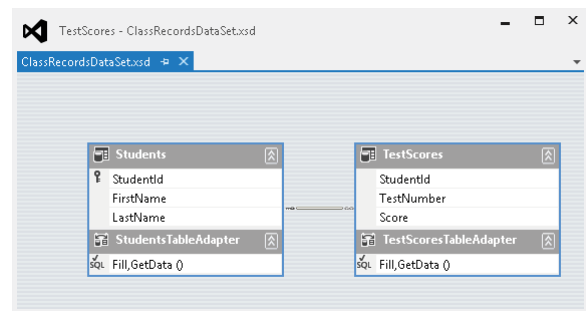 TestScores - ClassRecordsDataSet.xsd
ClassRecordsDataSet.xsd
Students
StudentId
FirstName
LastName
StudentsTableAdapter
SQL Fill,GetData ()
TestScores
StudentId
TestNumber
Score
TestScoresTableAdapter
SQL Fill,GetData ()